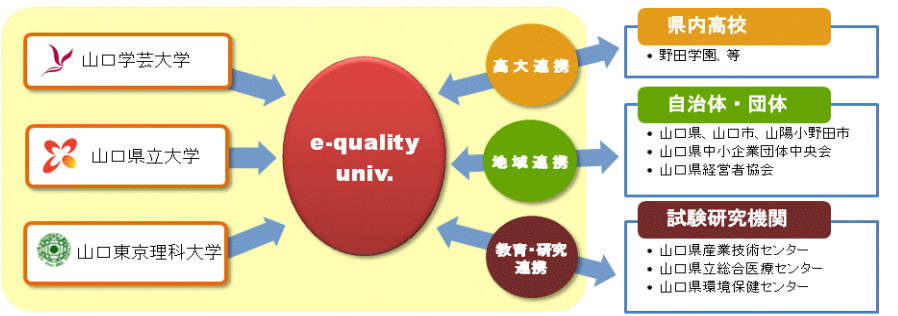 山口学芸大学
山口県立大学
山口東京理科大学
e-quality
univ.
高大連携
地域連携
教育・研究
連携
県内高校
• 野田学園、等
自治体・団体
• 山口県、山口市、山陽小野田市
• 山口県中小企業団体中央会
• 山口県経営者協会
試験研究機関
• 山口県産業技術センター
• 山口県立総合医療センター
• 山口県環境保健センター